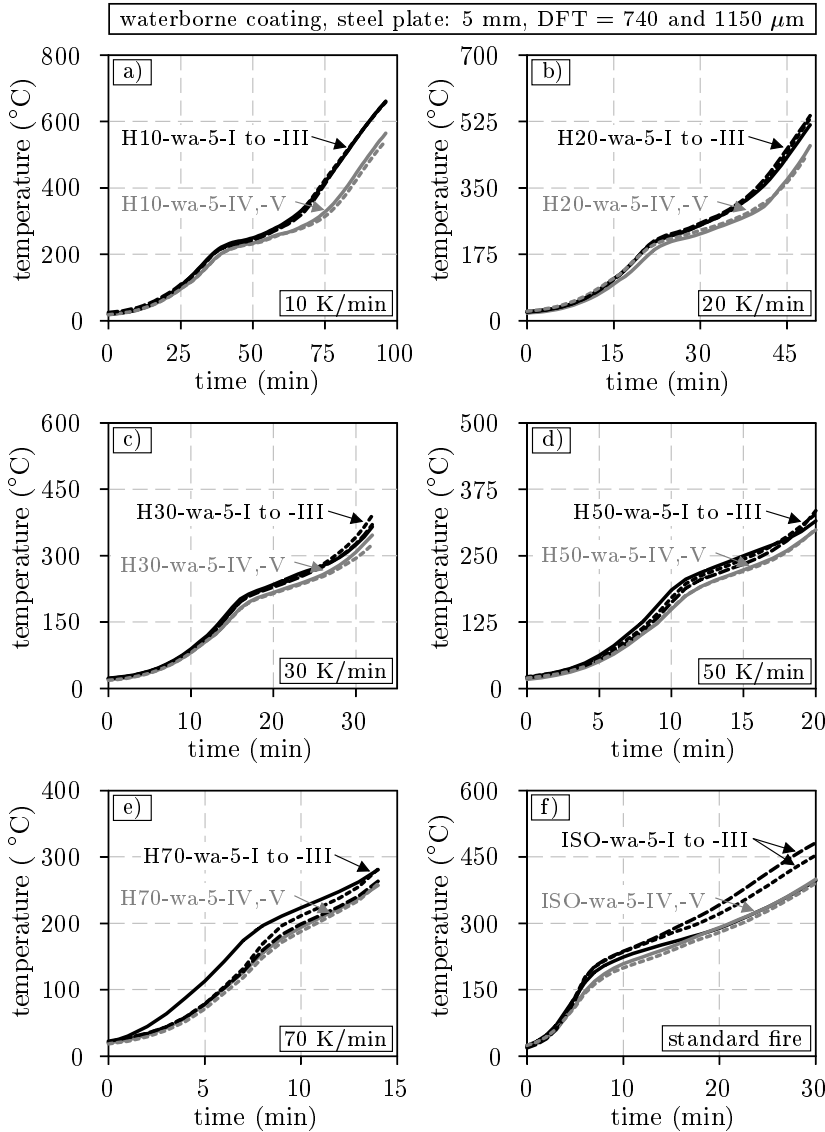 waterborne coating, steel plate: 5 mm, DFT = 740 and 1150 μm
a)
temperature (°C)
800
600
400
200
0
H10-wa-5-I to -III
H10-wa-5-IV,-V
10 K/min
0 25 50 75 100
time (min)
b)
temperature (°C)
700
525
350
175
0
H20-wa-5-I to -III
H20-wa-5-IV,-V
20 K/min
0 15 30 45
time (min)
c)
temperature (°C)
600
450
300
150
0
H30-wa-5-I to -III
H30-wa-5-IV,-V
30 K/min
0 10 20 30
time (min)
d)
temperature (°C)
500
375
250
125
0
H50-wa-5-I to -III
H50-wa-5-IV,-V
50 K/min
0 5 10 15 20
time (min)
e)
temperature ( °C)
400
300
200
100
0
H70-wa-5-I to -III
H70-wa-5-IV,-V
70 K/min
0 5 10 15
time (min)
f)
temperature (°C)
600
450
300
150
0
ISO-wa-5-I to -III
ISO-wa-5-IV,-V
standard fire
0 10 20 30
time (min)